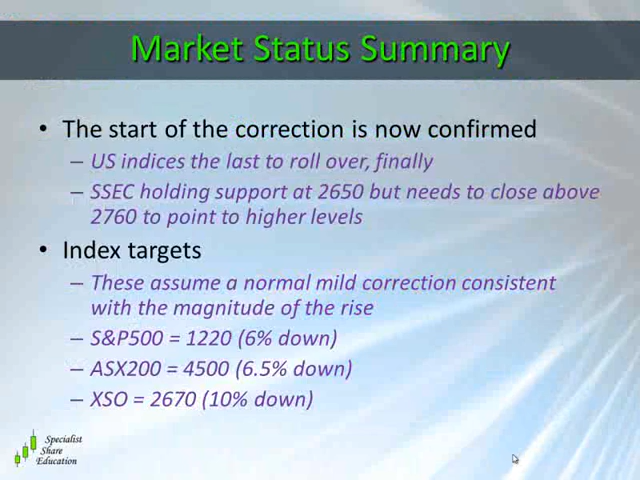 Market Status Summary
• The start of the correction is now confirmed
– US indices the last to roll over, finally
– SSEC holding support at 2650 but needs to close above
2760 to point to higher levels
• Index targets
– These assume a normal mild correction consistent
with the magnitude of the rise
– S&P500 = 1220 (6% down)
– ASX200 = 4500 (6.5% down)
– XSO = 2670 (10% down)
Specialist
Share
Education